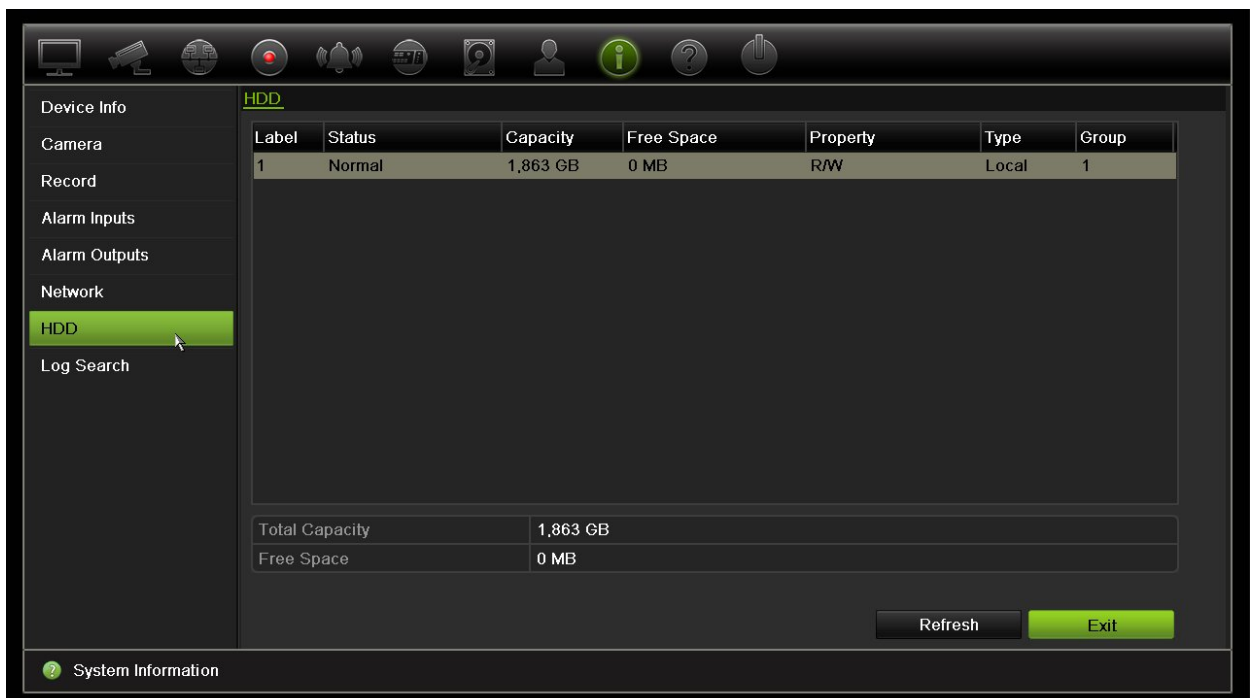 HDD
Device Info
Camera
Record
Alarm Inputs
Alarm Outputs
Network
HDD
Log Search
Label Status Capacity Free Space Property Type Group
1 Normal 1,863 GB 0 MB R/W Local 1
Total Capacity 1,863 GB
Free Space 0 MB
Refresh Exit
System Information